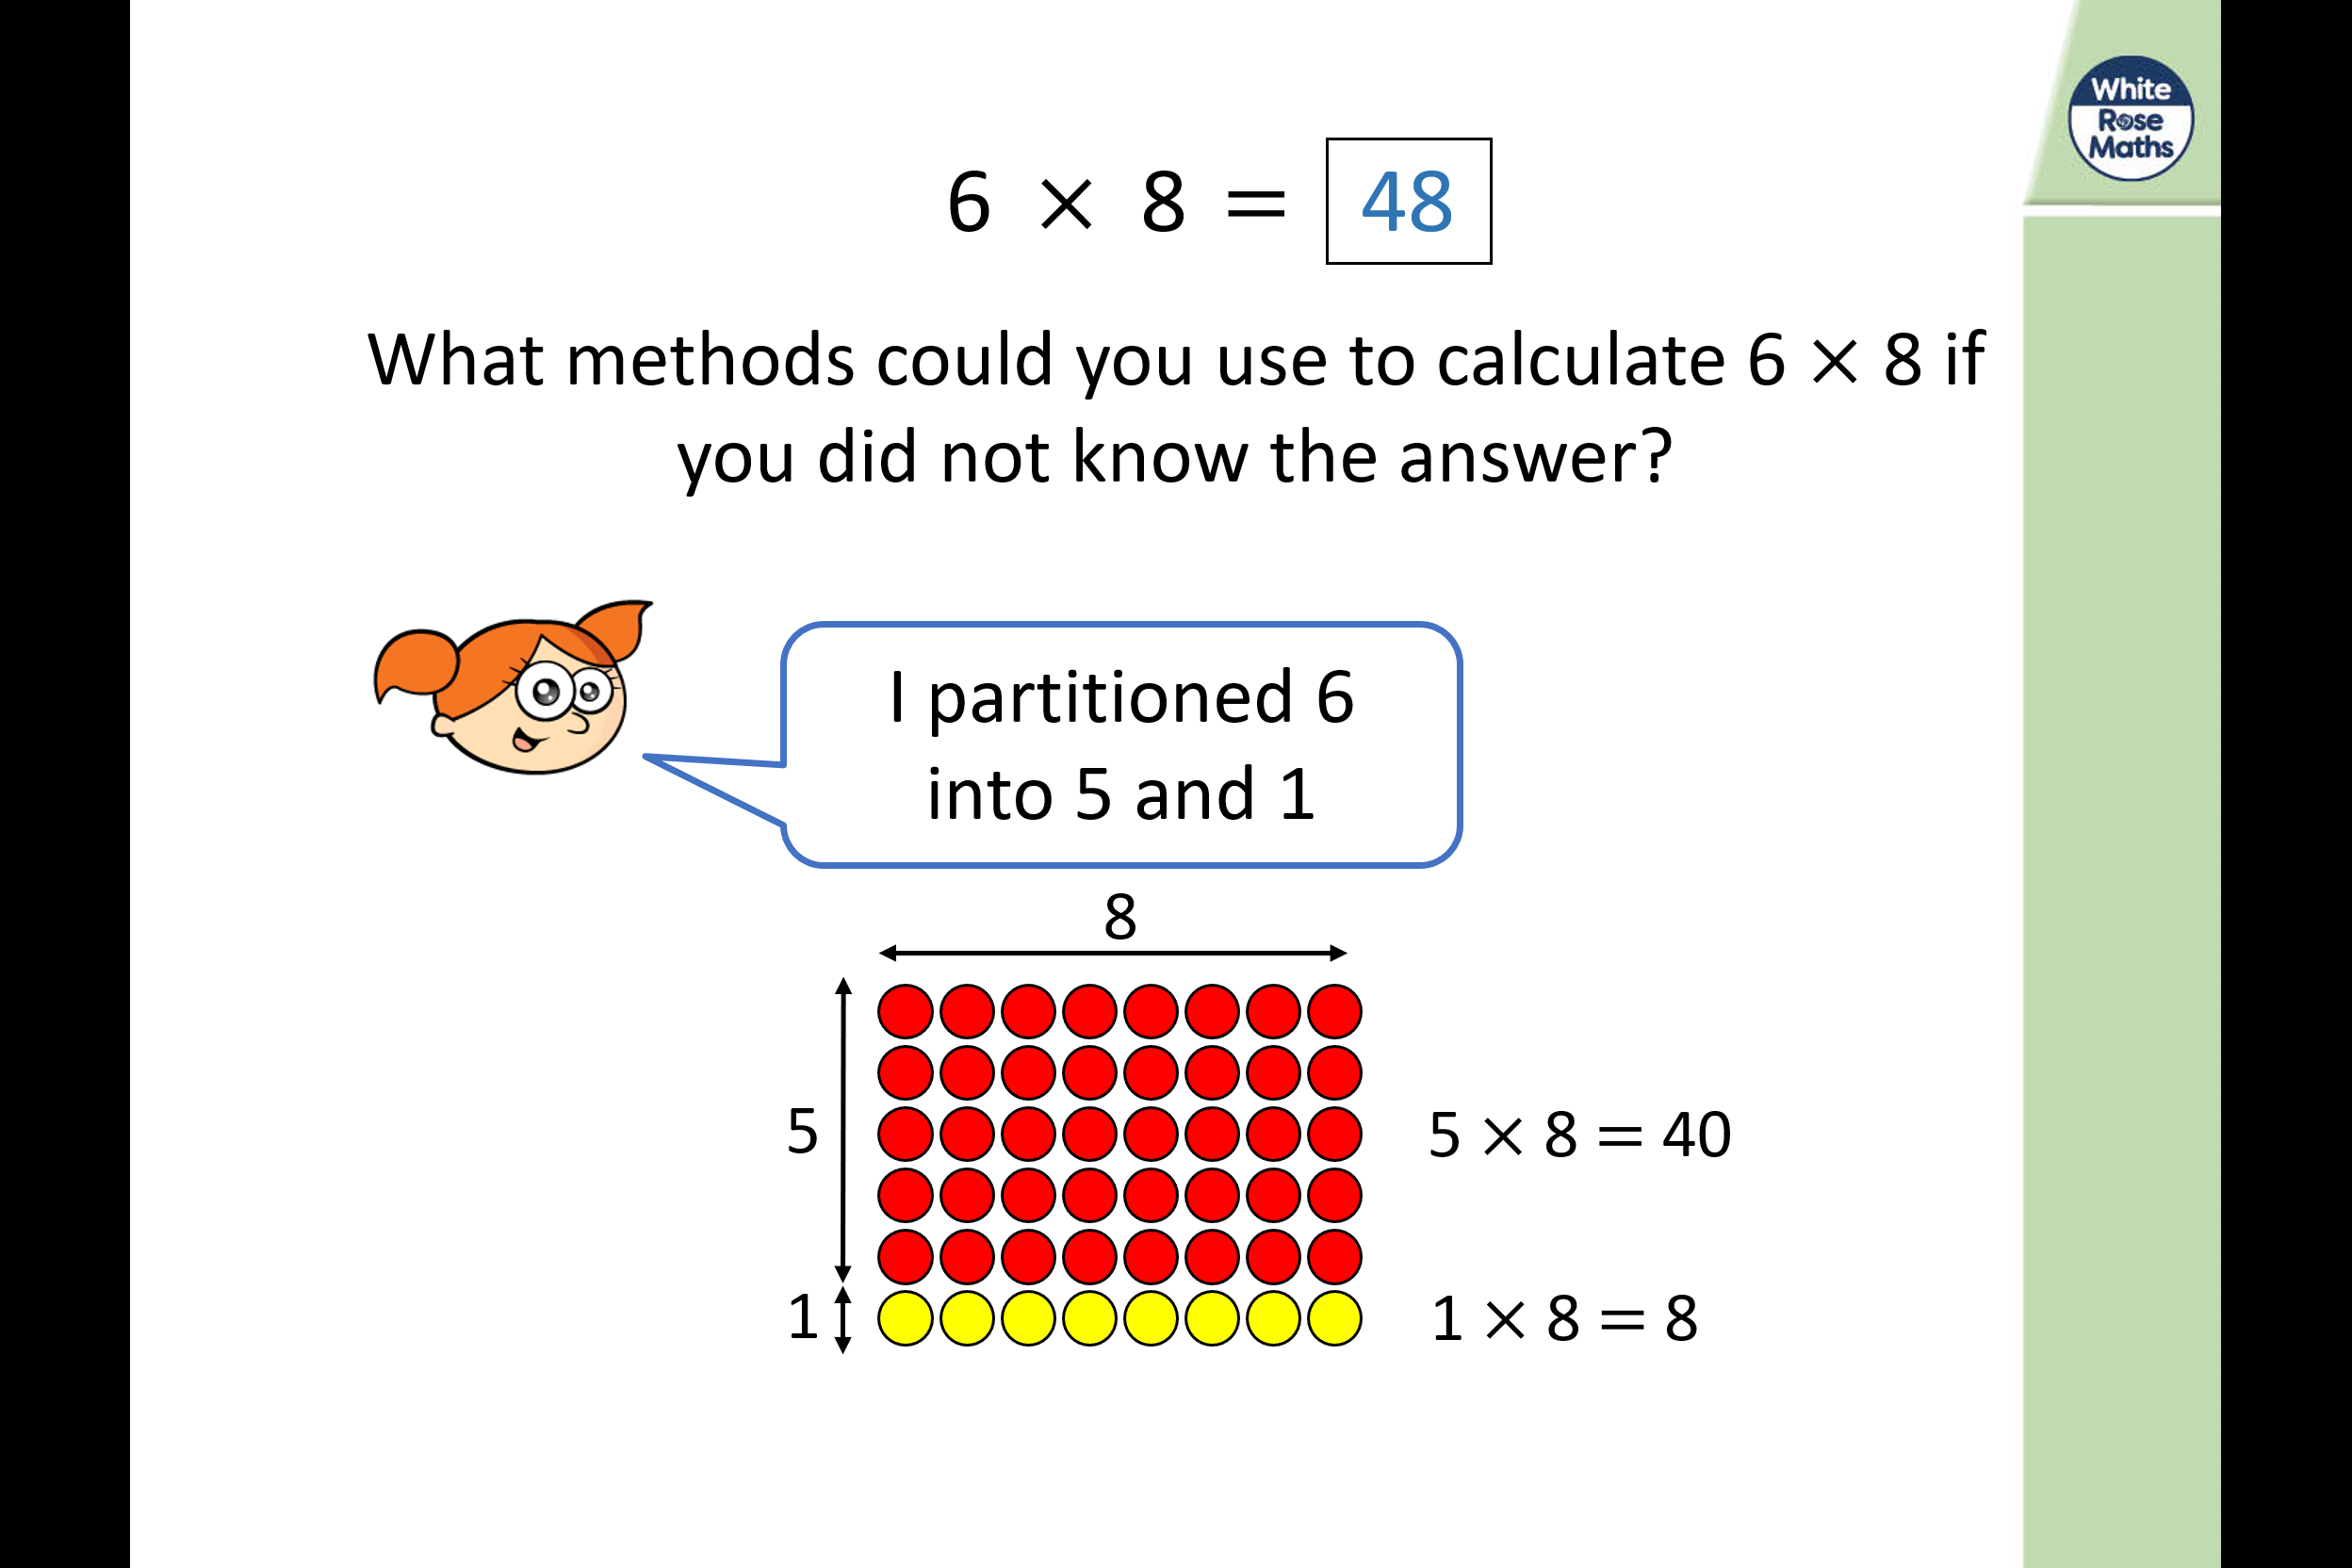 White
Rose
Maths
6 × 8 = 48
What methods could you use to calculate 6 × 8 if
you did not know the answer?
I partitioned 6
into 5 and 1
8
5
5 × 8 = 40
1
1 × 8 = 8